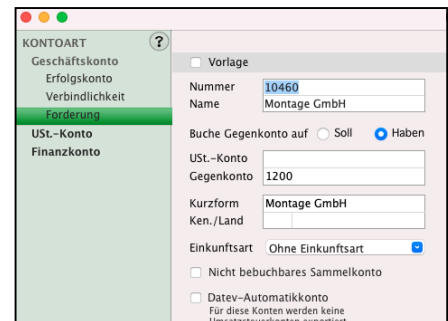 KONTOART ?
Geschäftskonto
Erfolgskonto
Verbindlichkeit
Forderung
USt.-Konto
Finanzkonto
Vorlage
Nummer 10460
Name Montage GmbH
Buche Gegenkonto auf Soll Haben
USt.-Konto
Gegenkonto 1200
Kurzform Montage GmbH
Ken./Land
Einkunftsart Ohne Einkunftsart
Nicht bebuchbares Sammelkonto
Datev-Automatikkonto
Für diese Konten werden keine
Umsatzsteuerkonten exportiert